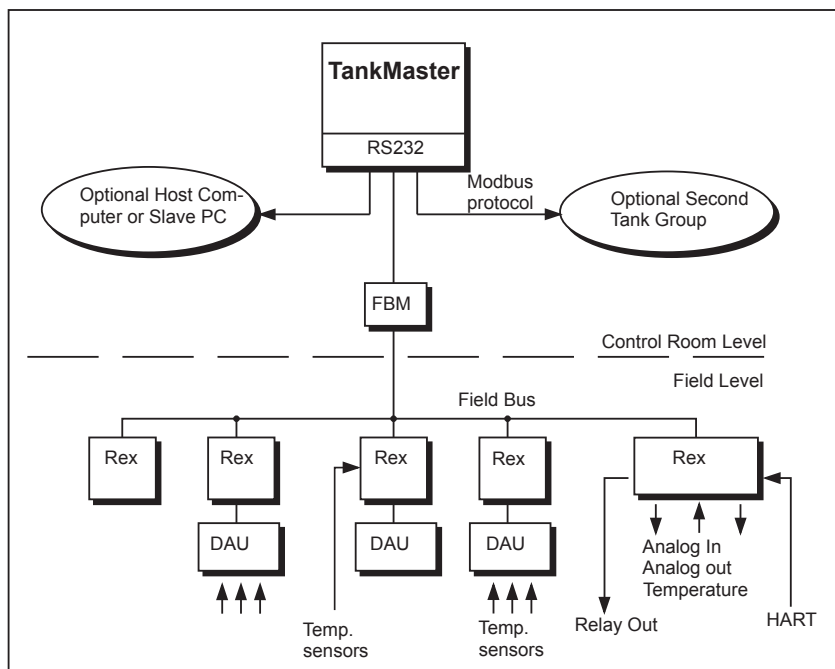 TankMaster
RS232
Optional Host Com-
puter or Slave PC
Modbus
protocol
Optional Second
Tank Group
FBM
Control Room Level
Field Level
Field Bus
Rex
Rex
Rex
Rex
Rex
DAU
DAU
DAU
Analog In
Analog out
Temperature
Temp.
sensors
Temp.
sensors
Relay Out
HART